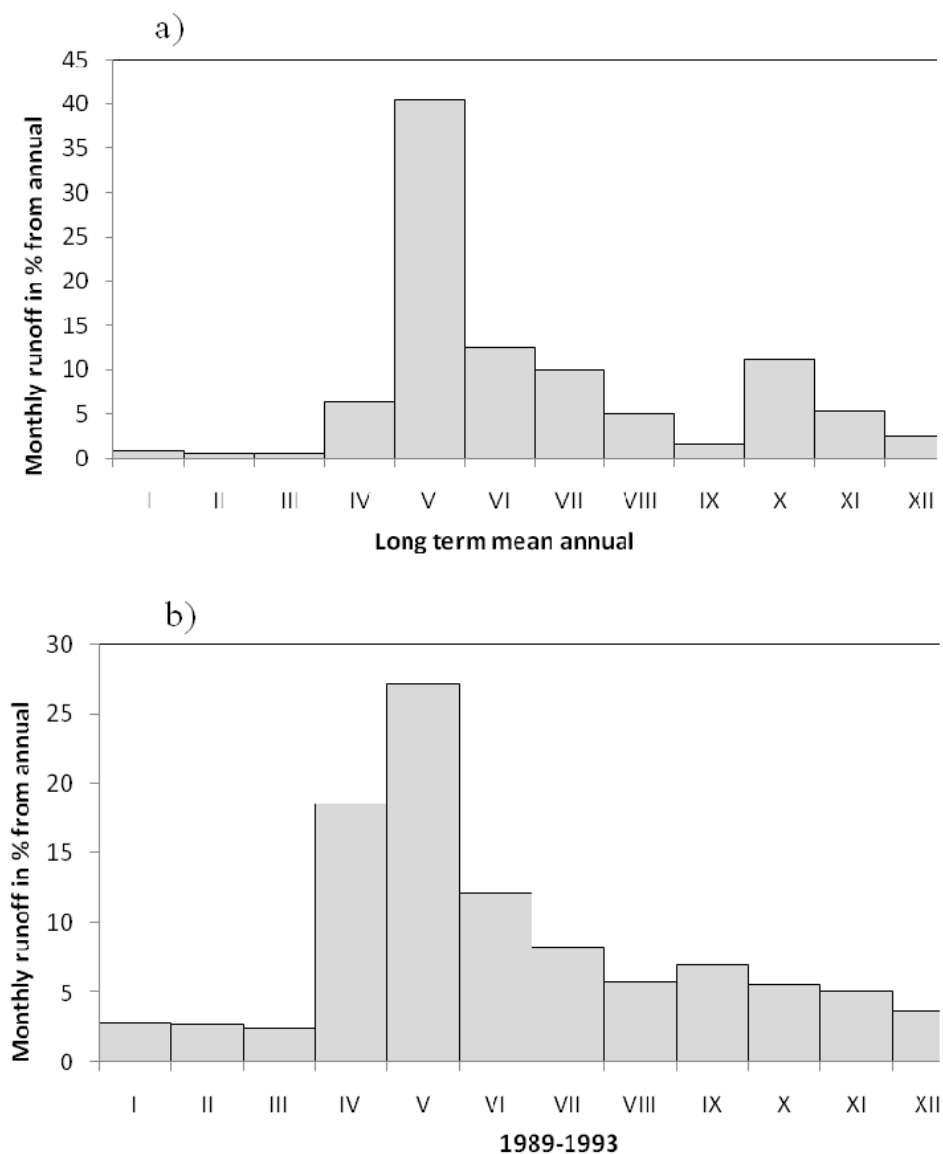 a)
Monthly runoff in % from annual
45
40
35
30
25
20
15
10
5
0
I II III IV V VI VII VIII IX X XI XII
Long term mean annual
b)
Monthly runoff in % from annual
30
25
20
15
10
5
0
I II III IV V VI VII VIII IX X XI XII
1989-1993